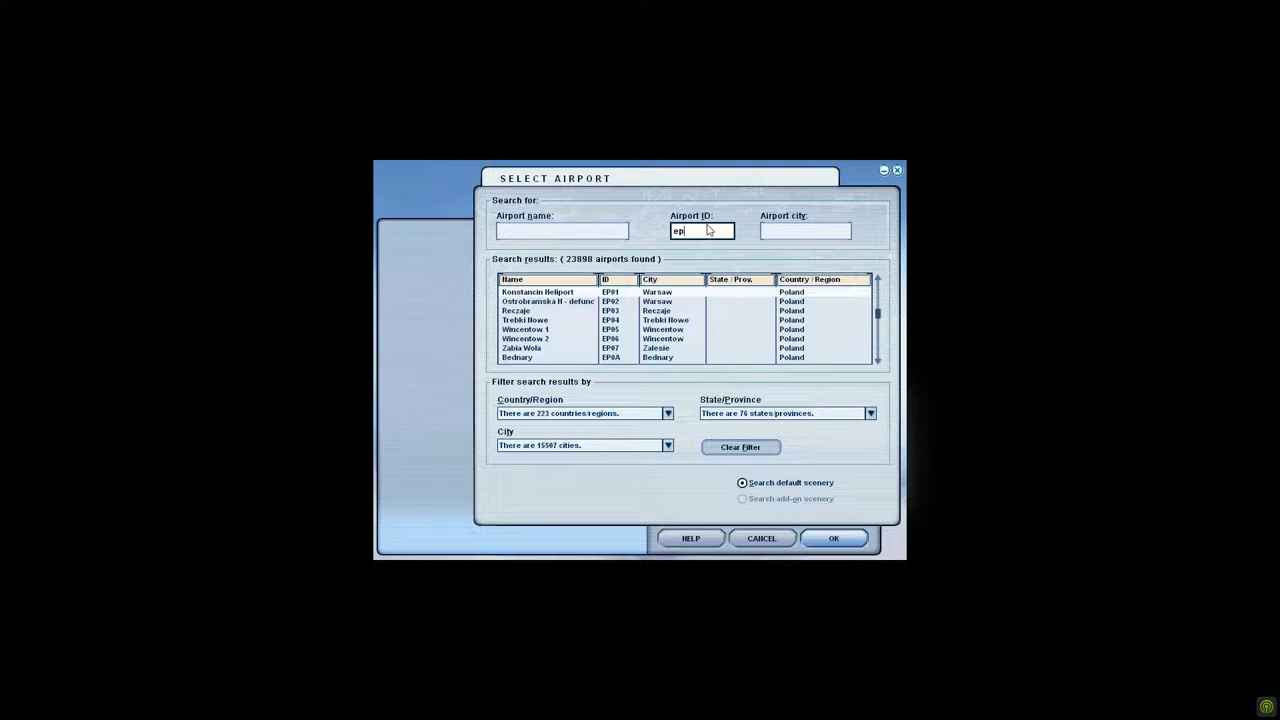 SELECT AIRPORT
Search for:
Airport name: Airport ID: Airport city:
ep
Search results: ( 23898 airports found )
Name ID City State / Prov. Country / Region
Konstancin Heliport EP01 Warsaw Poland
Ostrobramska H - defunc EP02 Warsaw Poland
Reczaje EP03 Reczaje Poland
Trebki Nowe EP04 Trebki Nowe Poland
Wincentow 1 EP05 Wincentow Poland
Wincentow 2 EP06 Wincentow Poland
Zabia Wola EP07 Zalesie Poland
Bednary EP0A Bednary Poland
Filter search results by
Country/Region State/Province
There are 223 countries/regions. There are 76 states/provinces.
City
There are 15507 cities. Clear Filter
Search default scenery
Search add-on scenery
HELP CANCEL OK